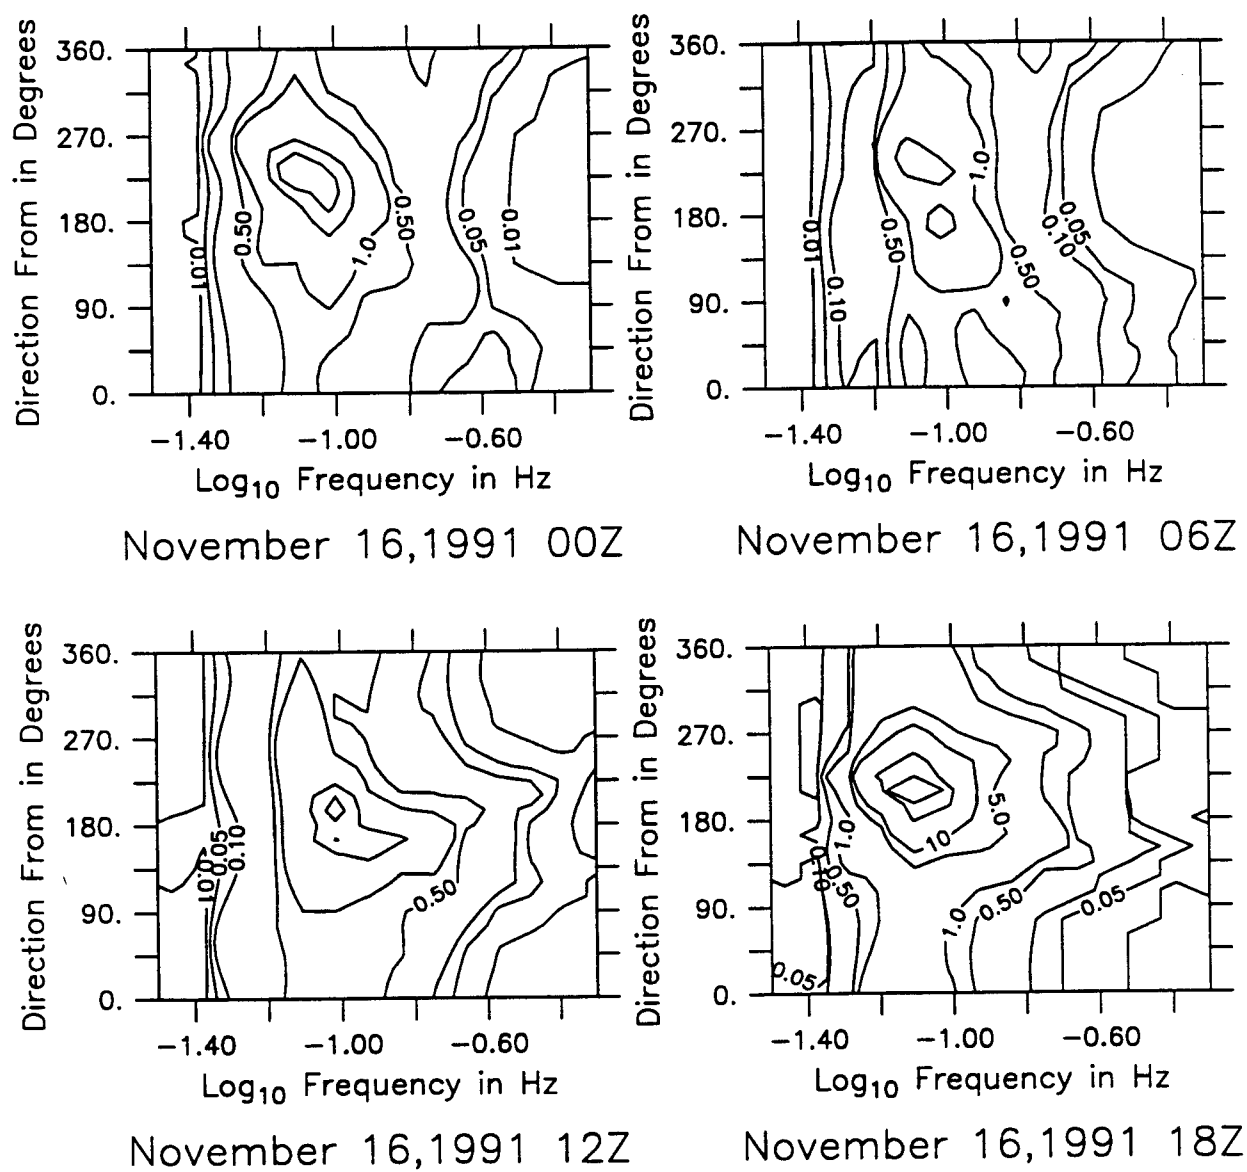 Direction From in Degrees
360.
270.
180.
90.
0.
0.01
0.50
1.0
0.50
0.05
0.01
−1.40 −1.00 −0.60
Log10 Frequency in Hz
November 16,1991 00Z
Direction From in Degrees
360.
270.
180.
90.
0.
0.01
0.10
0.50
1.0
0.50
0.05
0.10
−1.40 −1.00 −0.60
Log10 Frequency in Hz
November 16,1991 06Z
Direction From in Degrees
360.
270.
180.
90.
0.
0.01
0.05
0.10
0.50
−1.40 −1.00 −0.60
Log10 Frequency in Hz
November 16,1991 12Z
Direction From in Degrees
360.
270.
180.
90.
0.
0.05
0.10
0.50
1.0
10
5.0
1.0
0.50
0.05
−1.40 −1.00 −0.60
Log10 Frequency in Hz
November 16,1991 18Z